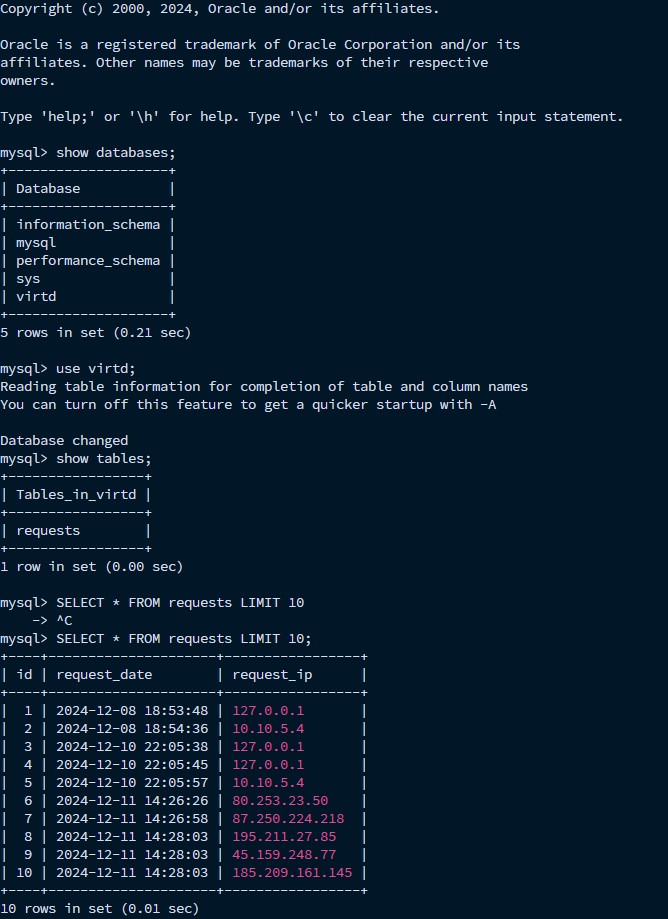 Copyright (c) 2000, 2024, Oracle and/or its affiliates.
Oracle is a registered trademark of Oracle Corporation and/or its
affiliates. Other names may be trademarks of their respective
owners.
Type 'help;' or '\h' for help. Type '\c' to clear the current input statement.
mysql> show databases;
+--------------------+
| Database           |
+--------------------+
| information_schema |
| mysql              |
| performance_schema |
| sys                |
| virtd              |
+--------------------+
5 rows in set (0.21 sec)
mysql> use virtd;
Reading table information for completion of table and column names
You can turn off this feature to get a quicker startup with -A
Database changed
mysql> show tables;
+-----------------+
| Tables_in_virtd |
+-----------------+
| requests        |
+-----------------+
1 row in set (0.00 sec)
mysql> SELECT * FROM requests LIMIT 10
    -> ^C
mysql> SELECT * FROM requests LIMIT 10;
+----+---------------------+-----------------+
| id | request_date        | request_ip      |
+----+---------------------+-----------------+
|  1 | 2024-12-08 18:53:48 | 127.0.0.1       |
|  2 | 2024-12-08 18:54:36 | 10.10.5.4       |
|  3 | 2024-12-10 22:05:38 | 127.0.0.1       |
|  4 | 2024-12-10 22:05:45 | 127.0.0.1       |
|  5 | 2024-12-10 22:05:57 | 10.10.5.4       |
|  6 | 2024-12-11 14:26:26 | 80.253.23.50    |
|  7 | 2024-12-11 14:26:58 | 87.250.224.218  |
|  8 | 2024-12-11 14:28:03 | 195.211.27.85   |
|  9 | 2024-12-11 14:28:03 | 45.159.248.77   |
| 10 | 2024-12-11 14:28:03 | 185.209.161.145 |
+----+---------------------+-----------------+
10 rows in set (0.01 sec)